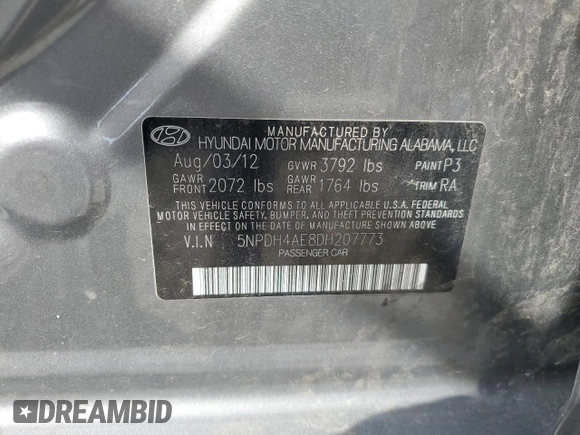 MANUFACTURED BY
HYUNDAI MOTOR MANUFACTURING ALABAMA, LLC
Aug/03/12 GVWR 3792 lbs PAINT P3
GAWR FRONT 2072 lbs GAWR REAR 1764 lbs TRIM RA
THIS VEHICLE CONFORMS TO ALL APPLICABLE U.S.A. FEDERAL
MOTOR VEHICLE SAFETY, BUMPER, AND THEFT PREVENTION
STANDARDS IN EFFECT ON THE DATE OF MANUFACTURE SHOWN ABOVE.
V.I.N 5NPDH4AE8DH207773
PASSENGER CAR
DREAMBID